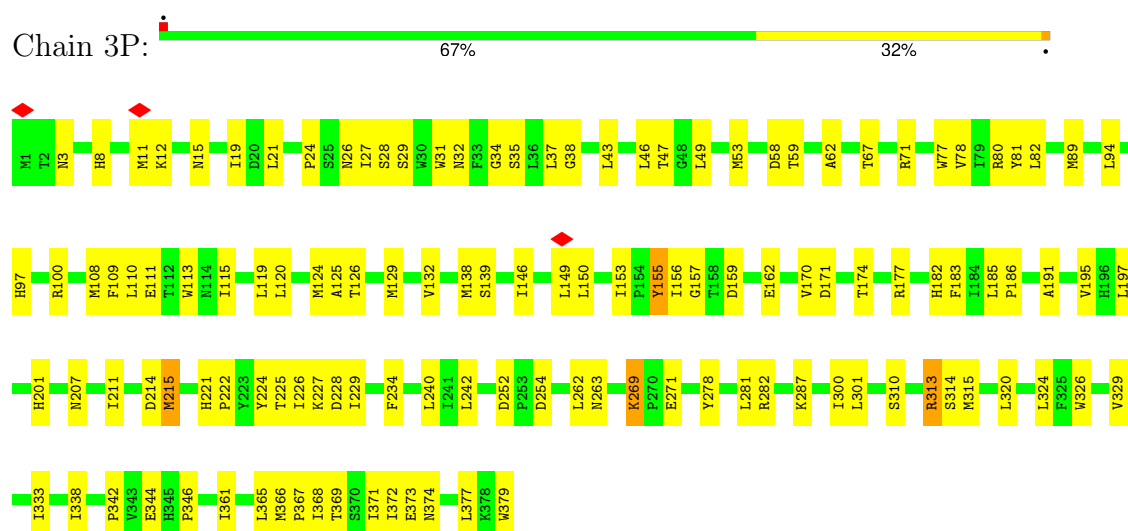 Chain 3P:
67% 32%
M1 T2 N3 H8 M11 K12 N15 I19 D20 L21 P24 S25 N26 I27 S28 S29 W30 W31 N32 F33 G34 S35 L36 L37 G38 L43 L46 T47 G48 L49 M53 D58 T59 A62 T67 R71 W77 V78 I79 R80 Y81 L82 M89 L94
H97 R100 M108 F109 L110 E111 T112 W113 N114 I115 L119 L120 M124 A125 T126 M129 V132 M138 S139 I146 L149 L150 I153 P154 Y155 I156 G157 T158 D159 E162 V170 D171 T174 R177 H182 F183 I184 L185 P186 A191 V195 H196 L197
H201 N207 I211 D214 M215 H221 P222 Y223 Y224 T225 I226 K227 D228 I229 F234 L240 I241 L242 D252 P253 D254 L262 N263 K269 P270 E271 Y278 L281 R282 K287 I300 L301 S310 R313 S314 M315 L320 L324 F325 W326 V329
I333 I338 P342 V343 E344 H345 P346 I361 L365 M366 P367 I368 T369 S370 I371 I372 E373 N374 L377 K378 W379